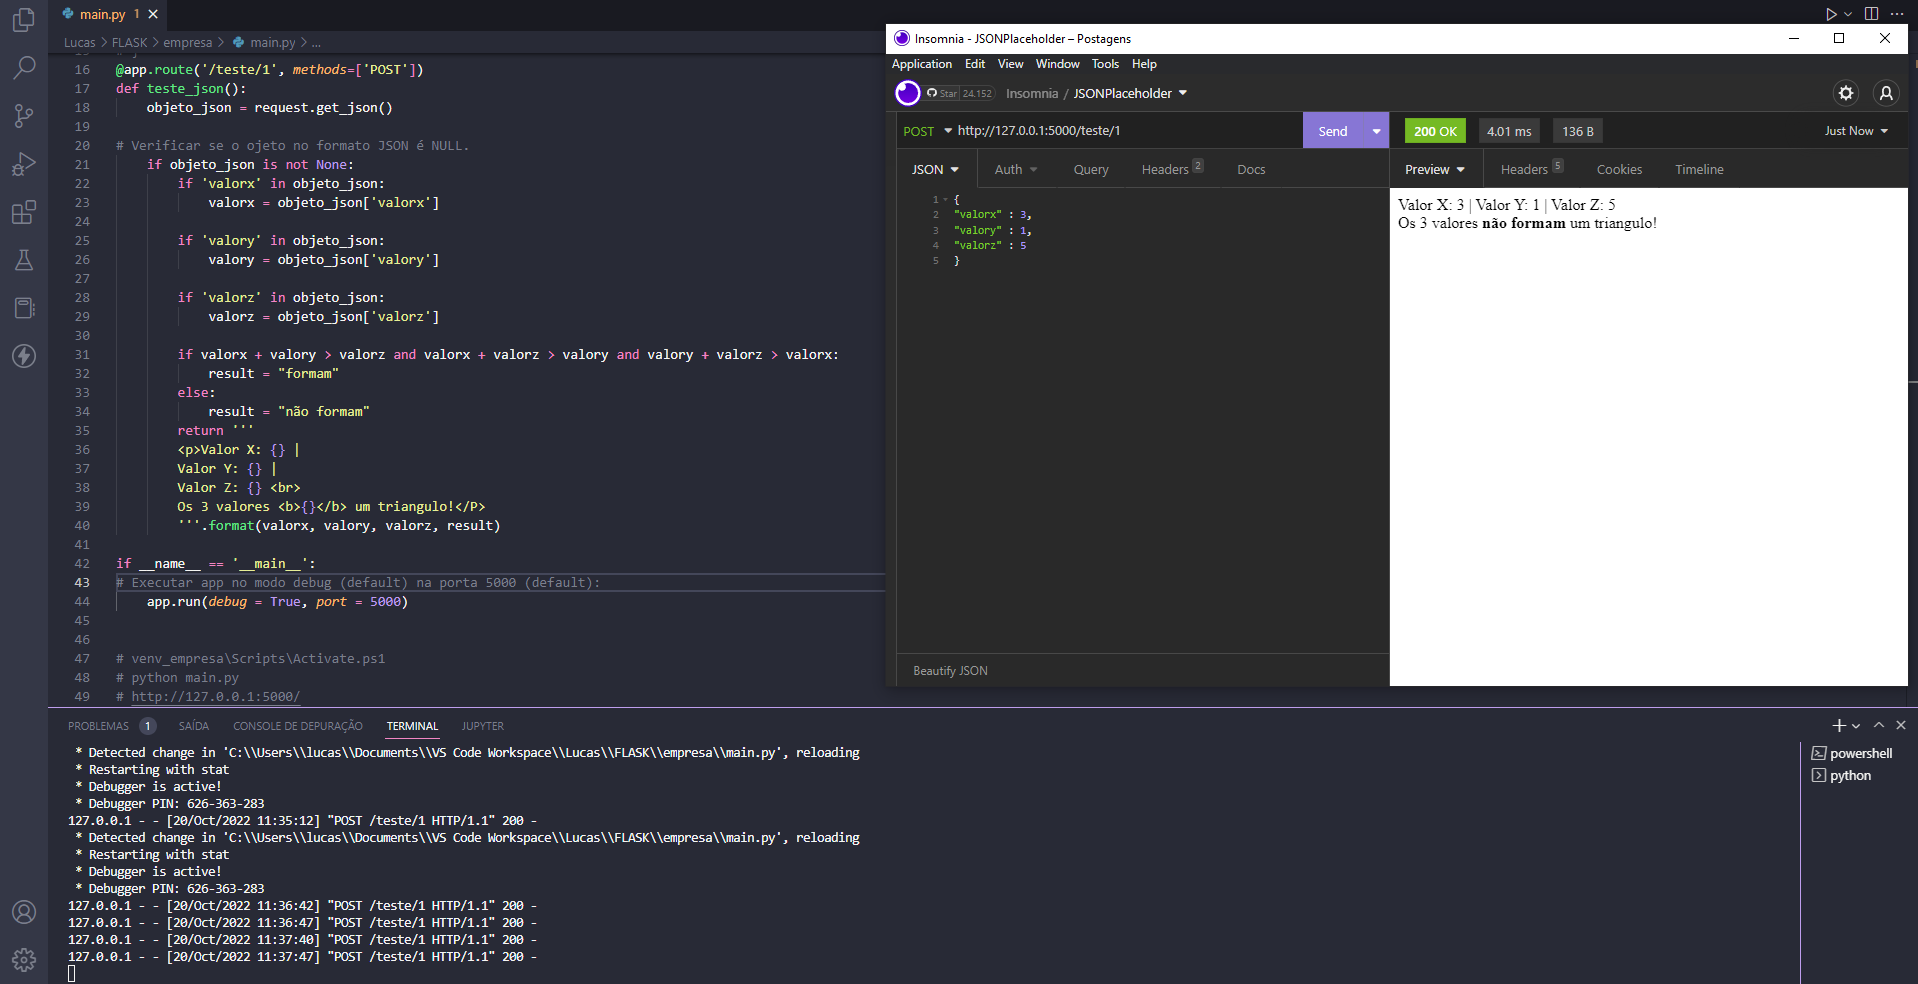 main.py 1
Lucas > FLASK > empresa > main.py > ...
16 @app.route('/teste/1', methods=['POST'])
17 def teste_json():
18 objeto_json = request.get_json()
19
20 # Verificar se o ojeto no formato JSON é NULL.
21 if objeto_json is not None:
22 if 'valorx' in objeto_json:
23 valorx = objeto_json['valorx']
24
25 if 'valory' in objeto_json:
26 valory = objeto_json['valory']
27
28 if 'valorz' in objeto_json:
29 valorz = objeto_json['valorz']
30
31 if valorx + valory > valorz and valorx + valorz > valory and valory + valorz > valorx:
32 result = "formam"
33 else:
34 result = "não formam"
35 return '''
36 <p>Valor X: {} |
37 Valor Y: {} |
38 Valor Z: {} <br>
39 Os 3 valores <b>{}</b> um triangulo!</P>
40 '''.format(valorx, valory, valorz, result)
41
42 if __name__ == '__main__':
43 # Executar app no modo debug (default) na porta 5000 (default):
44 app.run(debug = True, port = 5000)
45
46
47 # venv_empresa\Scripts\Activate.ps1
48 # python main.py
49 # http://127.0.0.1:5000/
Insomnia - JSONPlaceholder – Postagens
Application Edit View Window Tools Help
Star 24.152 Insomnia / JSONPlaceholder
POST http://127.0.0.1:5000/teste/1 Send 200 OK 4.01 ms 136 B Just Now
JSON Auth Query Headers 2 Docs Preview Headers 5 Cookies Timeline
1 {
2 "valorx" : 3,
3 "valory" : 1,
4 "valorz" : 5
5 }
Beautify JSON
Valor X: 3 | Valor Y: 1 | Valor Z: 5
Os 3 valores não formam um triangulo!
PROBLEMAS 1 SAÍDA CONSOLE DE DEPURAÇÃO TERMINAL JUPYTER
* Detected change in 'C:\\Users\\lucas\\Documents\\VS Code Workspace\\Lucas\\FLASK\\empresa\\main.py', reloading
* Restarting with stat
* Debugger is active!
* Debugger PIN: 626-363-283
127.0.0.1 - - [20/Oct/2022 11:35:12] "POST /teste/1 HTTP/1.1" 200 -
* Detected change in 'C:\\Users\\lucas\\Documents\\VS Code Workspace\\Lucas\\FLASK\\empresa\\main.py', reloading
* Restarting with stat
* Debugger is active!
* Debugger PIN: 626-363-283
127.0.0.1 - - [20/Oct/2022 11:36:42] "POST /teste/1 HTTP/1.1" 200 -
127.0.0.1 - - [20/Oct/2022 11:36:47] "POST /teste/1 HTTP/1.1" 200 -
127.0.0.1 - - [20/Oct/2022 11:37:40] "POST /teste/1 HTTP/1.1" 200 -
127.0.0.1 - - [20/Oct/2022 11:37:47] "POST /teste/1 HTTP/1.1" 200 -
powershell
python